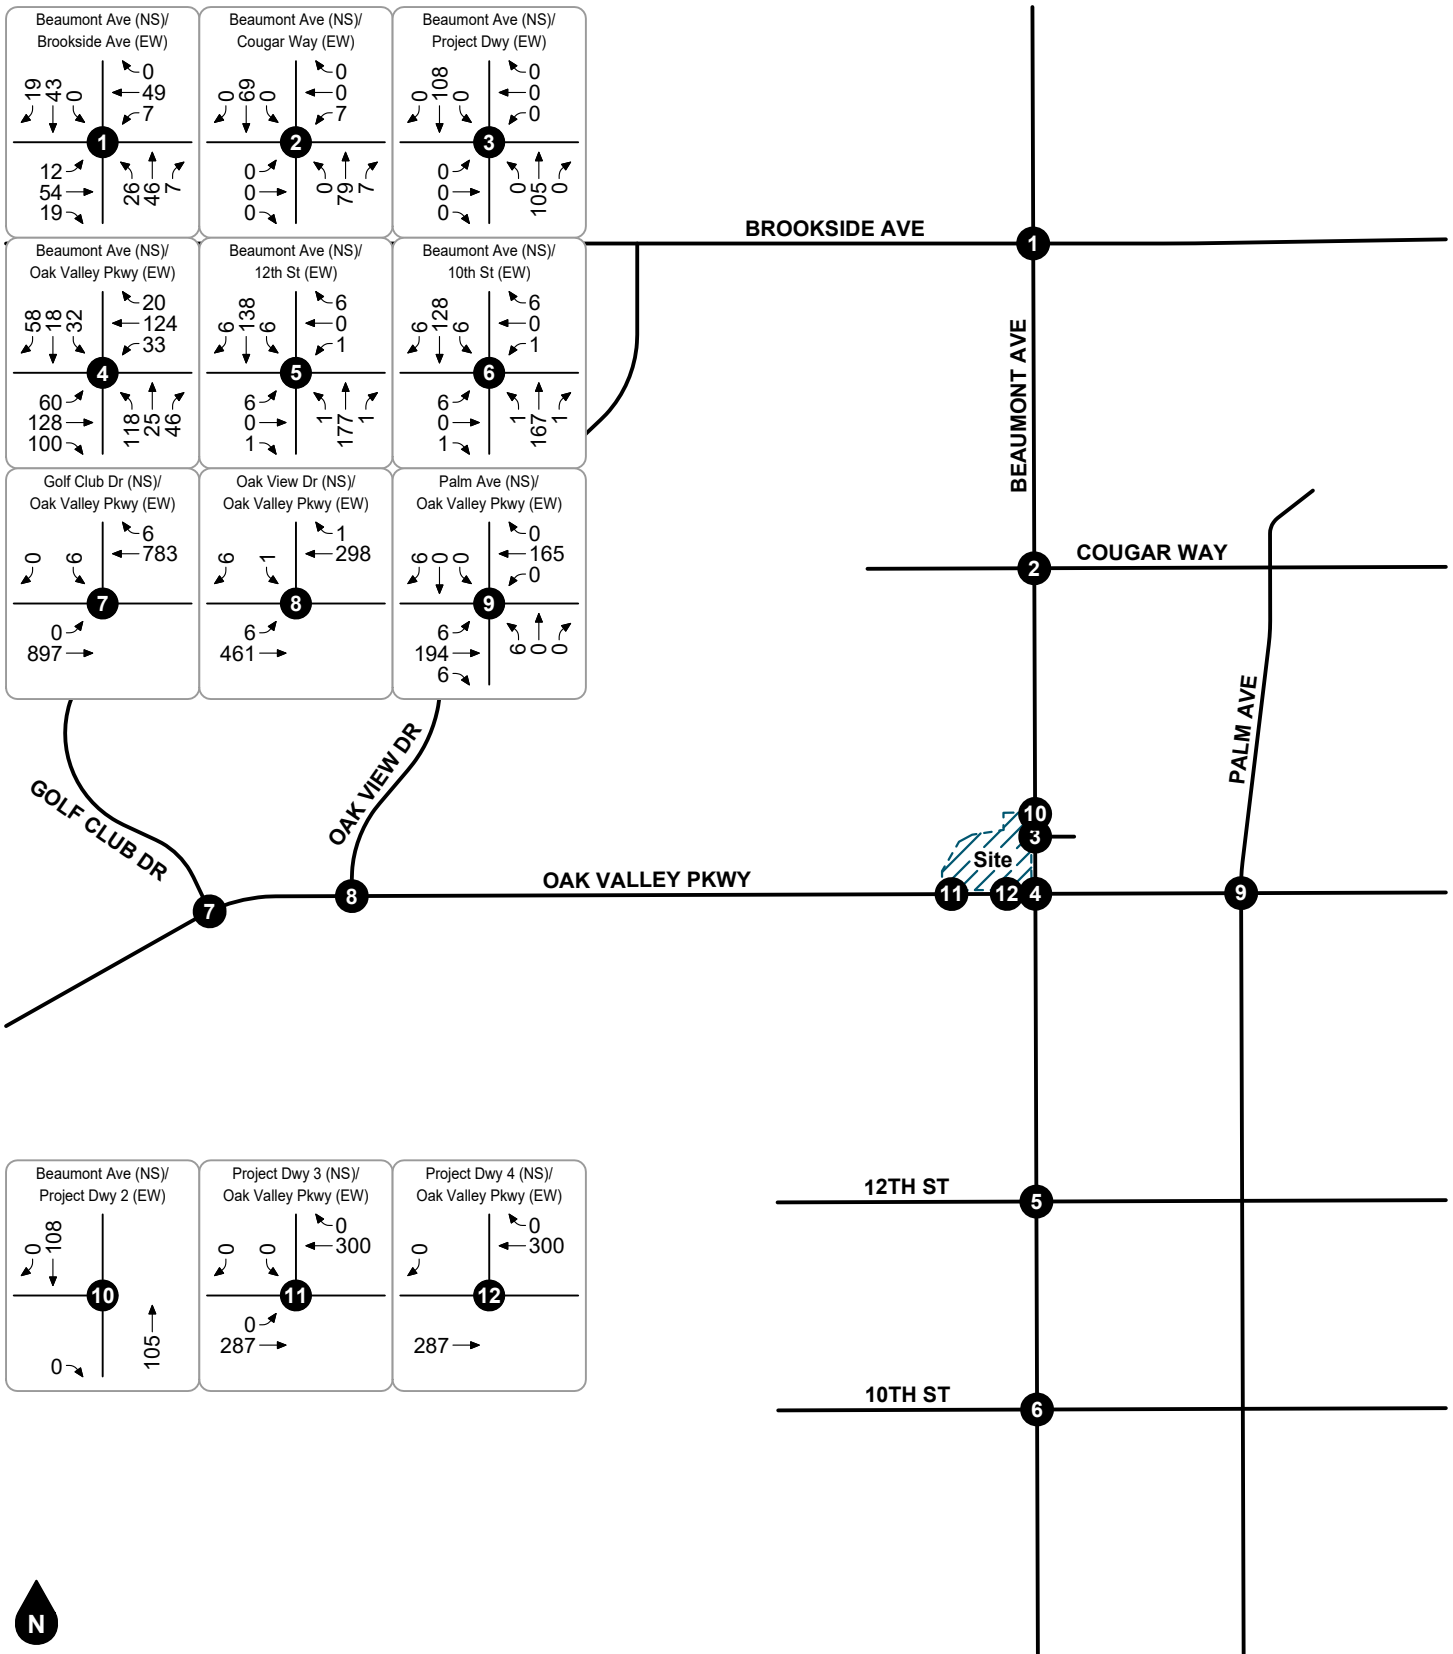 Beaumont Ave (NS)/
Brookside Ave (EW)
19 43 0
0
49
7
1
12
54
19
26 46 7
Beaumont Ave (NS)/
Cougar Way (EW)
0 69 0
0
0
7
2
0
0
0
0 79 7
Beaumont Ave (NS)/
Project Dwy (EW)
0 108 0
0
0
0
3
0
0
0
0 105 0
Beaumont Ave (NS)/
Oak Valley Pkwy (EW)
58 18 32
20
124
33
4
60
128
100
118 25 46
Beaumont Ave (NS)/
12th St (EW)
6 138 6
6
0
1
5
6
0
1
1 177 1
Beaumont Ave (NS)/
10th St (EW)
6 128 6
6
0
1
6
6
0
1
1 167 1
Golf Club Dr (NS)/
Oak Valley Pkwy (EW)
0 6
6
783
7
0
897
Oak View Dr (NS)/
Oak Valley Pkwy (EW)
6 1
1
298
8
6
461
Palm Ave (NS)/
Oak Valley Pkwy (EW)
6 0 0
0
165
0
9
6
194
6
6 0 0
BROOKSIDE AVE
1
BEAUMONT AVE
COUGAR WAY
2
PALM AVE
GOLF CLUB DR
OAK VIEW DR
10
3
Site
OAK VALLEY PKWY
7
8
11
12
4
9
12TH ST
5
10TH ST
6
Beaumont Ave (NS)/
Project Dwy 2 (EW)
0 108
10
0
105
Project Dwy 3 (NS)/
Oak Valley Pkwy (EW)
0 0
0
300
11
0
287
Project Dwy 4 (NS)/
Oak Valley Pkwy (EW)
0
0
300
12
287
N